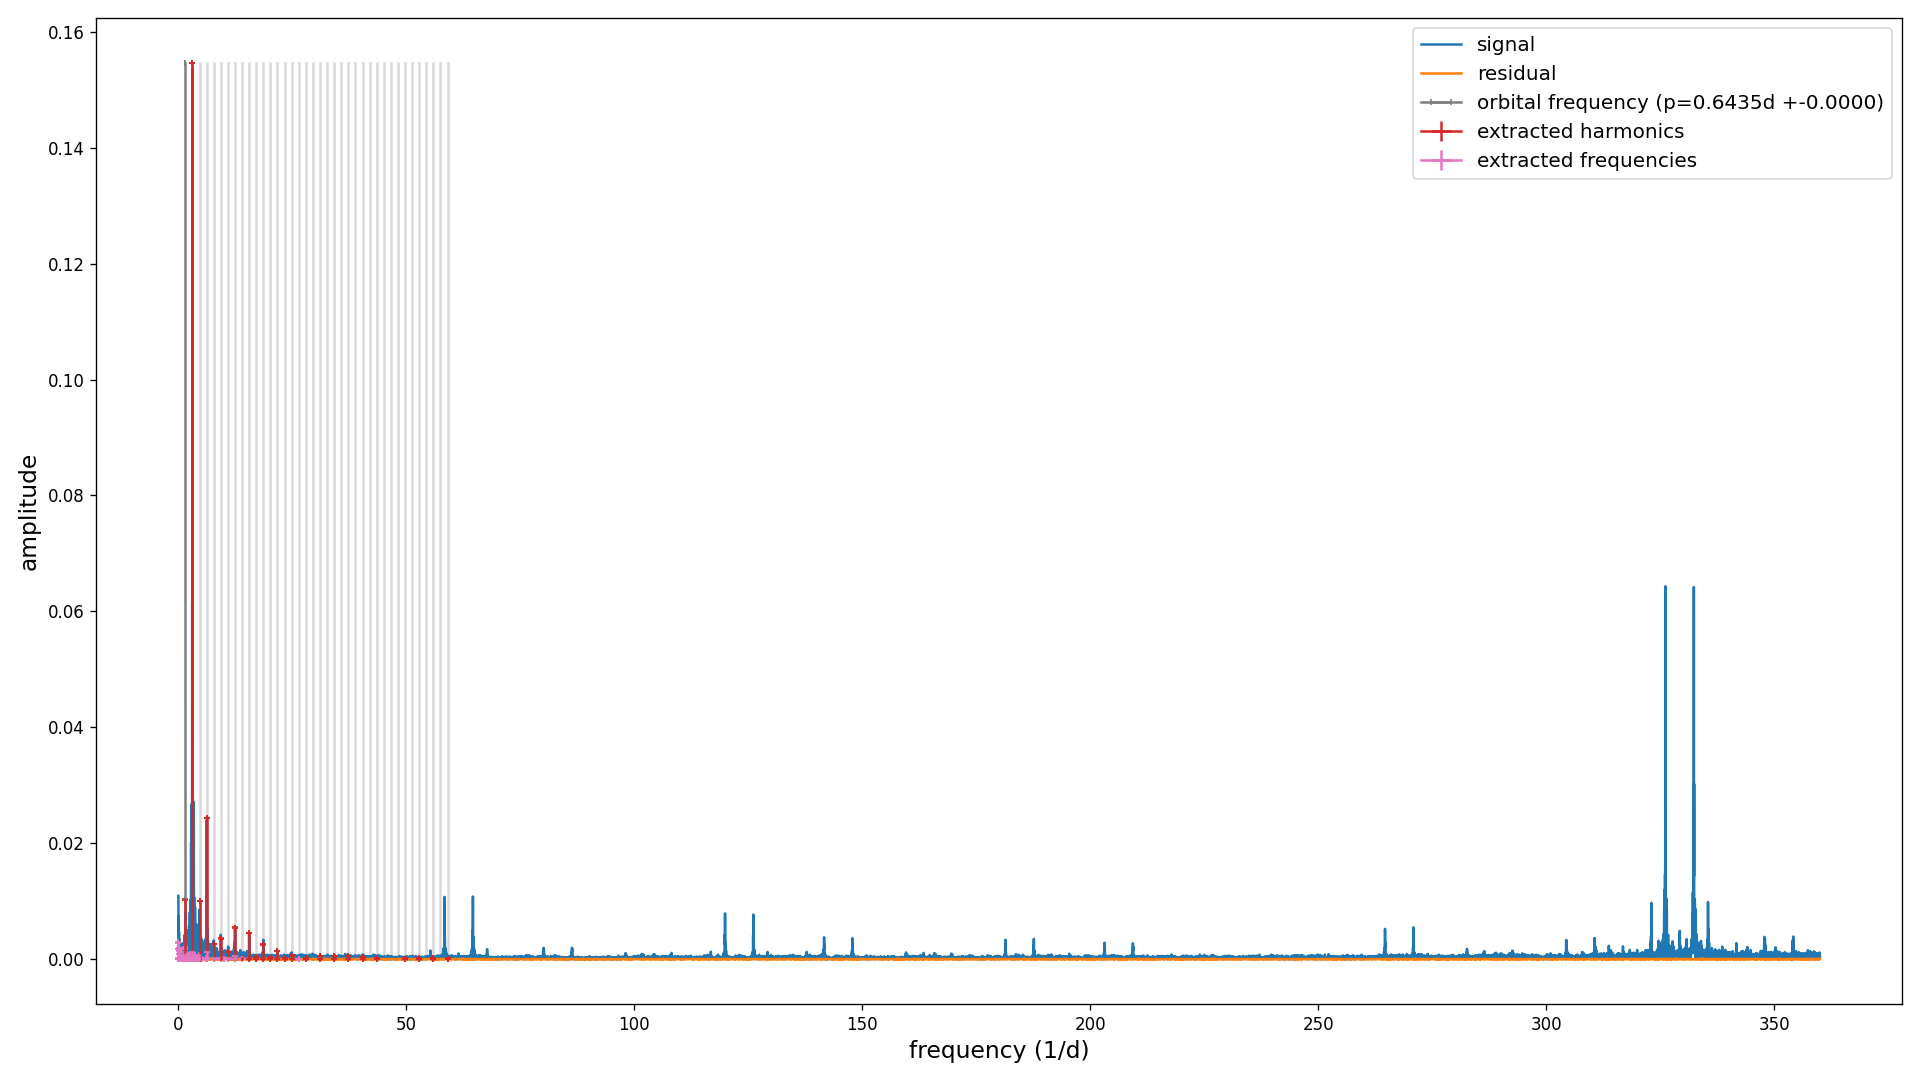 0.16
0.14
0.12
0.10
0.08
0.06
0.04
0.02
0.00
amplitude
signal
residual
orbital frequency (p=0.6435d +-0.0000)
extracted harmonics
extracted frequencies
0 50 100 150 200 250 300 350
frequency (1/d)